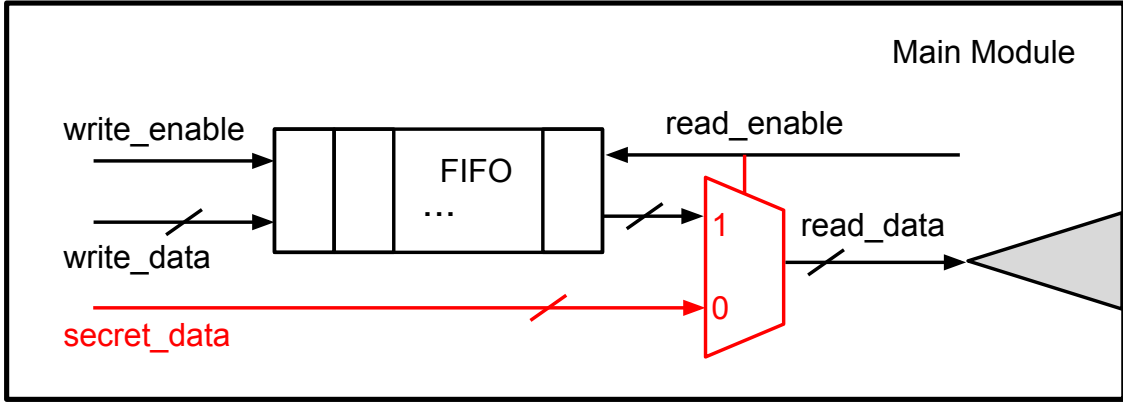 Main Module
write_enable
read_enable
FIFO
...
write_data
1
read_data
0
secret_data